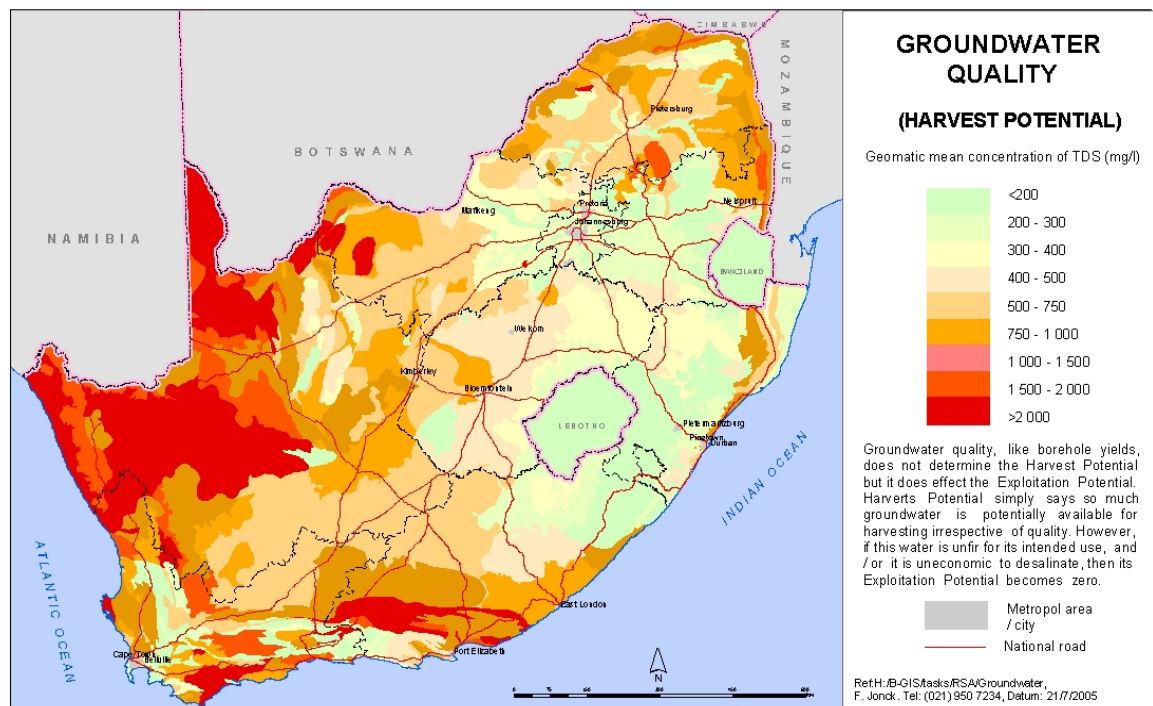 ZIMBABWE
MOZAMBIQUE
BOTSWANA
NAMIBIA
Pietersburg
Mafikeng
Pretoria
Nelspruit
Johannesburg
SWAZILAND
Welkom
Kimberley
Bloemfontein
LEBOTHO
Pietermaritzburg
Pinetown
Durban
INDIAN OCEAN
ATLANTIC OCEAN
East London
Cape Town
Bellville
Port Elizabeth
N
GROUNDWATER
QUALITY
(HARVEST POTENTIAL)
Geomatic mean concentration of TDS (mg/l)
<200
200 - 300
300 - 400
400 - 500
500 - 750
750 - 1 000
1 000 - 1 500
1 500 - 2 000
>2 000
Groundwater quality, like borehole yields,
does not determine the Harvest Potential
but it does effect the Exploitation Potential.
Harverts Potential simply says so much
groundwater is potentially available for
harvesting irrespective of quality. However,
if this water is unfir for its intended use, and
/ or it is uneconomic to desalinate, then its
Exploitation Potential becomes zero.
Metropol area
/ city
National road
Ref:H:/B-GIS/tasks/RSA/Groundwater,
F. Jonck. Tel: (021) 950 7234, Datum: 21/7/2005